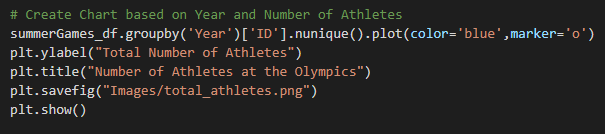 # Create Chart based on Year and Number of Athletes
summerGames_df.groupby('Year')['ID'].nunique().plot(color='blue',marker='o')
plt.ylabel("Total Number of Athletes")
plt.title("Number of Athletes at the Olympics")
plt.savefig("Images/total_athletes.png")
plt.show()